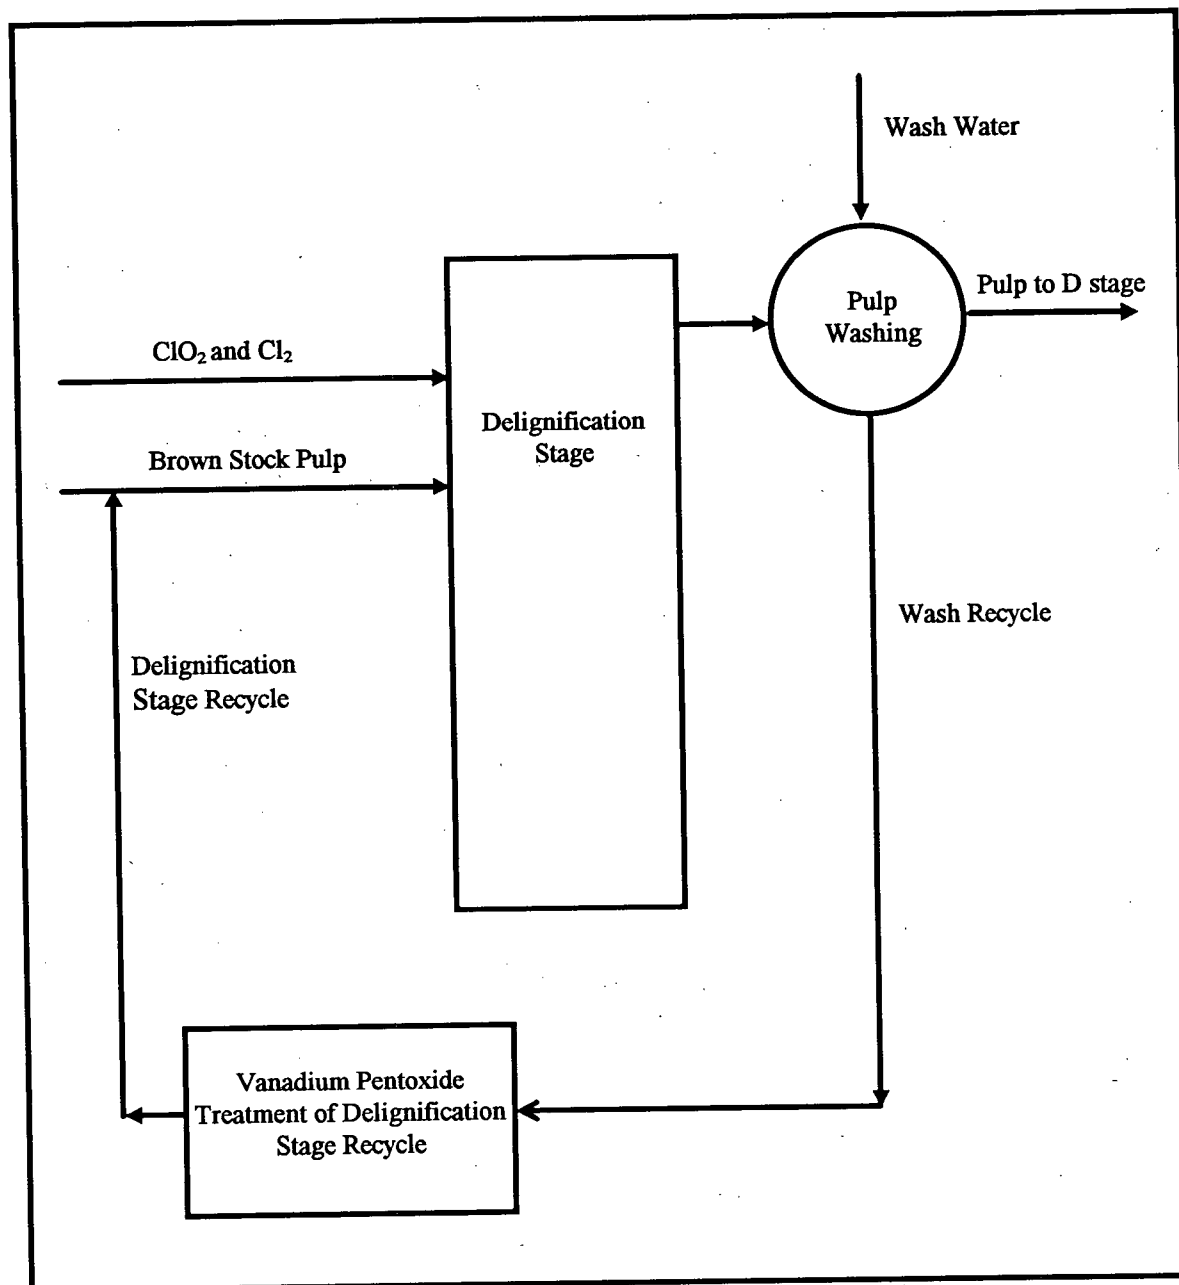 Wash Water
Pulp to D stage
Pulp
Washing
ClO₂ and Cl₂
Delignification
Stage
Brown Stock Pulp
Wash Recycle
Delignification
Stage Recycle
Vanadium Pentoxide
Treatment of Delignification
Stage Recycle